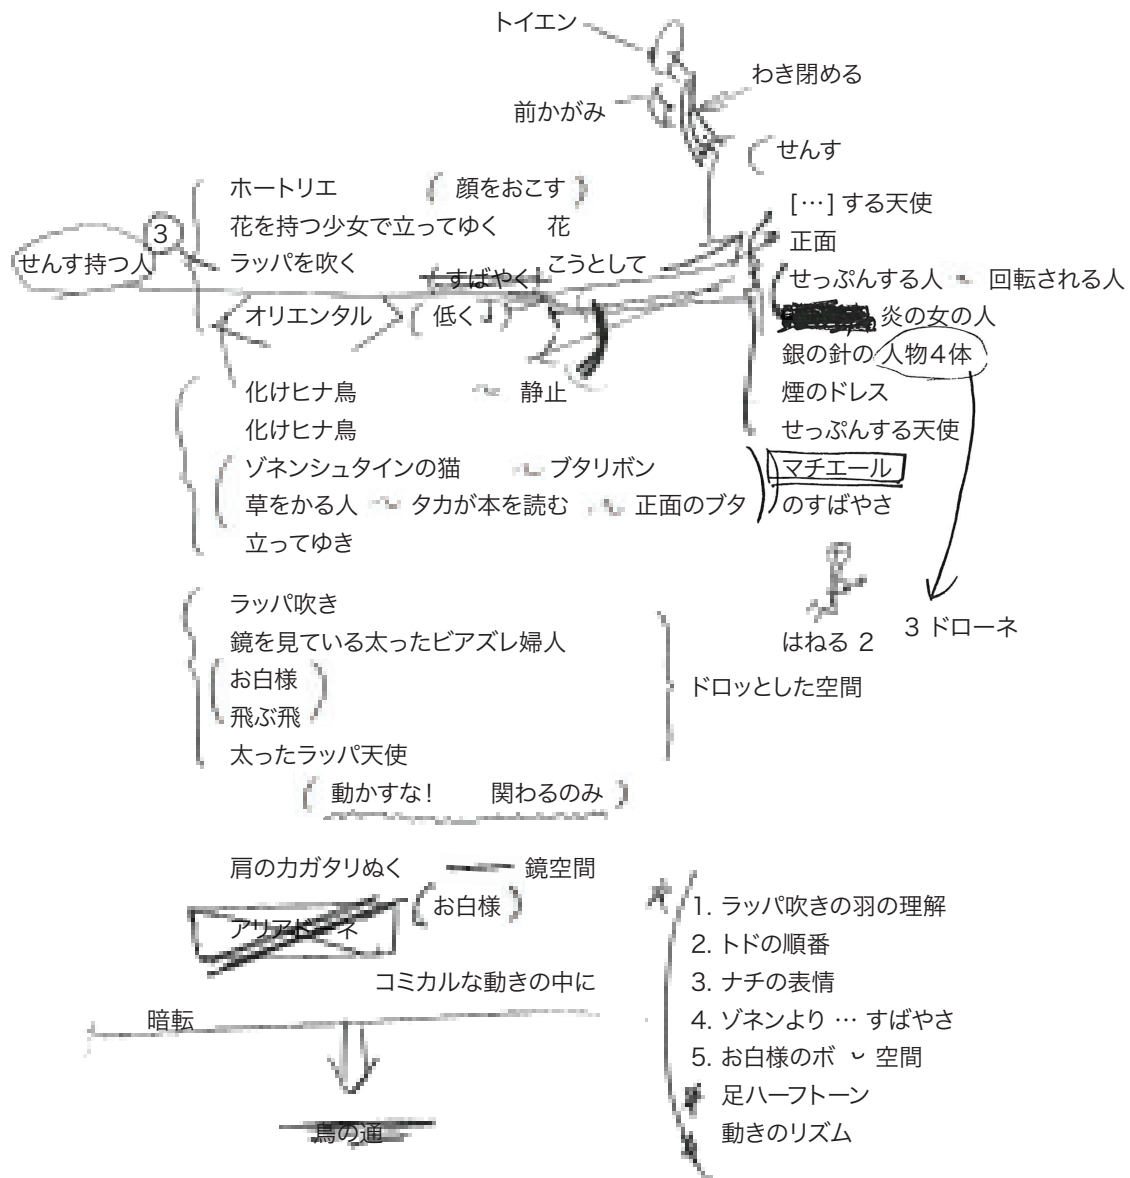 トイエン
わき閉める
前かがみ
せんす
ホートリエ (顔をおこす)
[…] する天使
花を持つ少女で立ってゆく 花
正面
3
せんす持つ人
ラッパを吹く すばやく こうとして
せっぷんする人 〜 回転される人
オリエンタル (低く)
炎の女の人
銀の針の 人物4体
化けヒナ鳥 〜 静止
煙のドレス
化けヒナ鳥
せっぷんする天使
ゾネンシュタインの猫 〜 ブタリボン
マチエール
草をかる人 〜 タカが本を読む 〜 正面のブタ
のすばやさ
立ってゆき
ラッパ吹き
3 ドローネ
鏡を見ている太ったビアズレ婦人
はねる 2
お白様
ドロッとした空間
飛ぶ飛
太ったラッパ天使
(動かすな! 関わるのみ)
肩の力ガタリぬく ― 鏡空間
(お白様)
アリアドーネ
コミカルな動きの中に
暗転
鳥の通
1. ラッパ吹きの羽の理解
2. トドの順番
3. ナチの表情
4. ゾネンより … すばやさ
5. お白様のボ 〜 空間
足ハーフトーン
動きのリズム